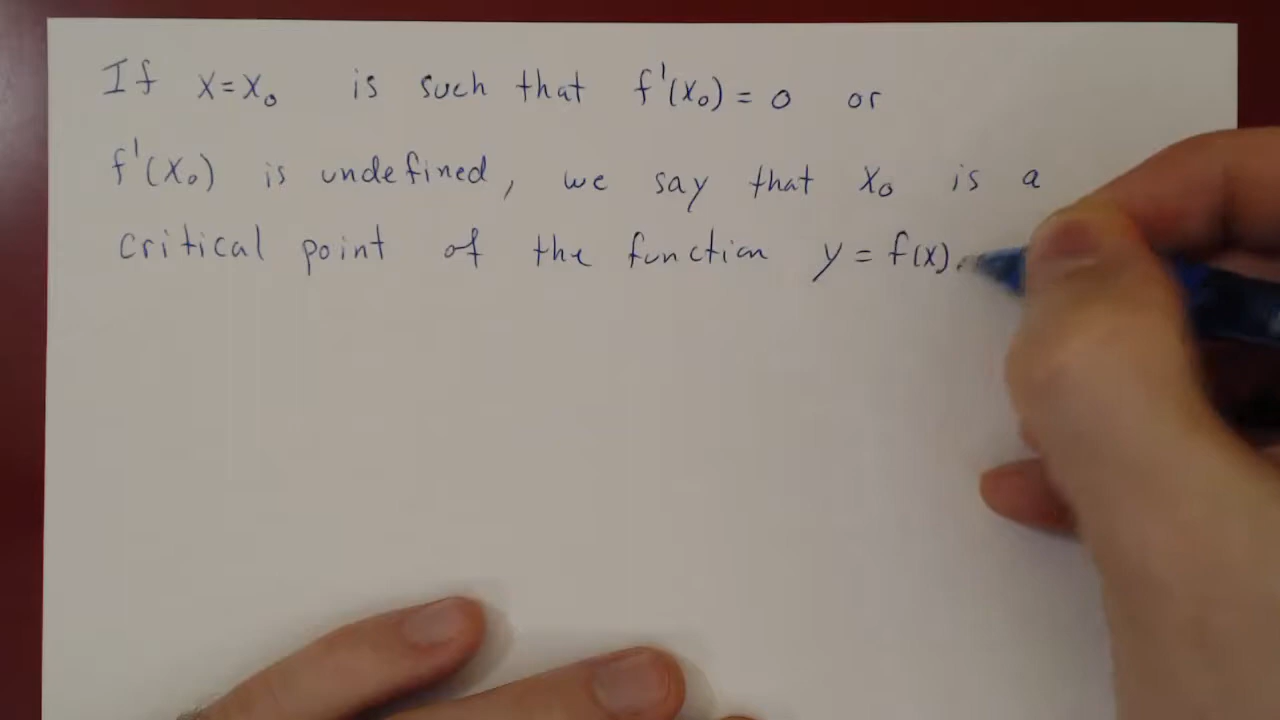 If x=x₀ is such that f'(x₀) = 0 or
f'(x₀) is undefined, we say that x₀ is a
critical point of the function y = f(x).